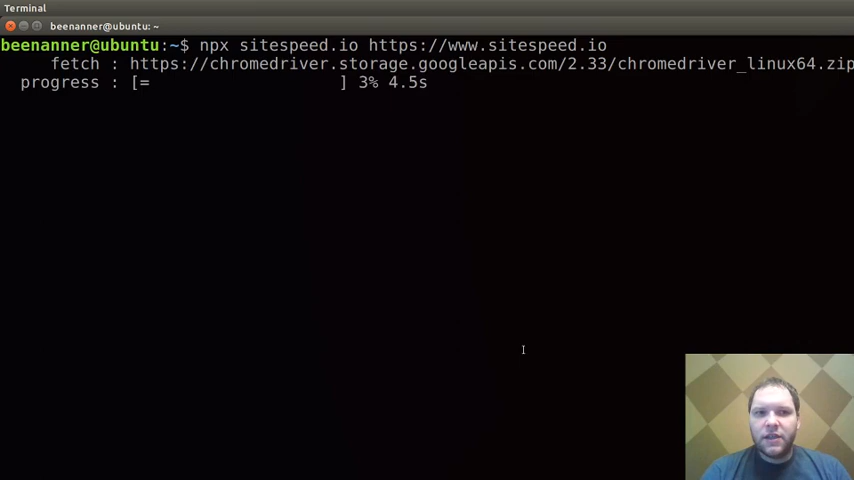 Terminal
beenanner@ubuntu: ~
beenanner@ubuntu:~$ npx sitespeed.io https://www.sitespeed.io
fetch : https://chromedriver.storage.googleapis.com/2.33/chromedriver_linux64.zip
progress : [= ] 3% 4.5s